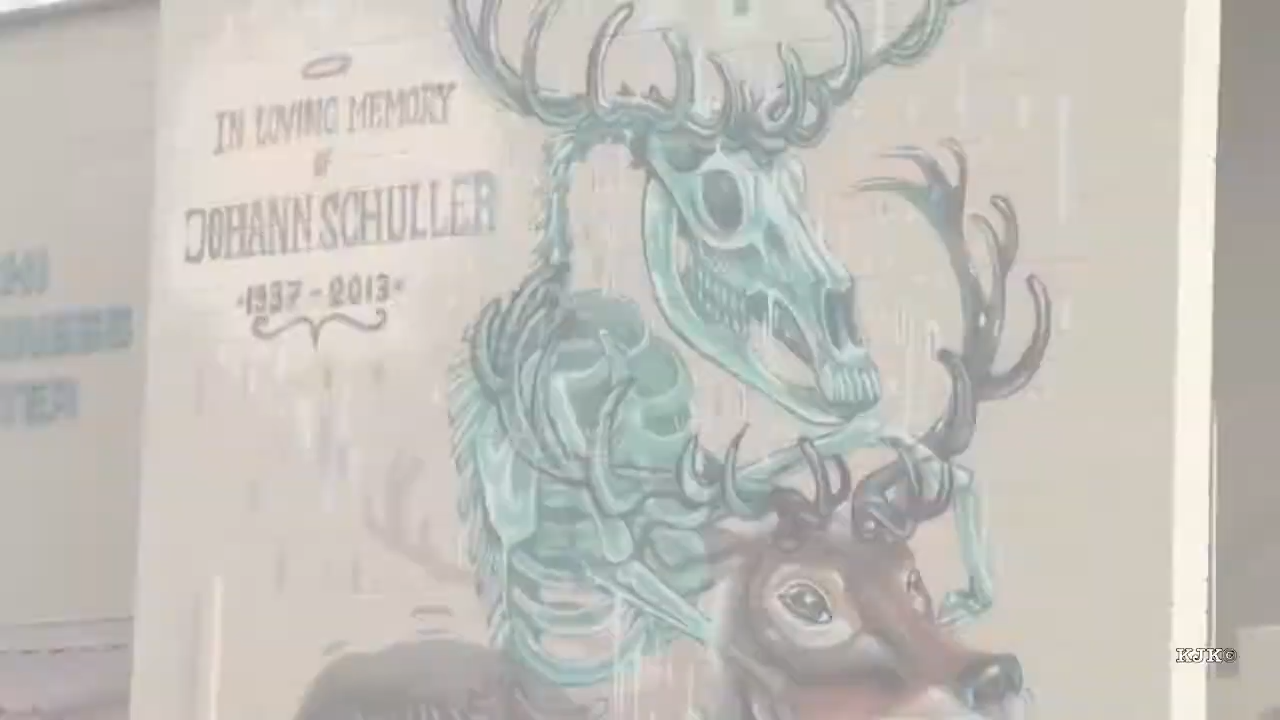 IN LOVING MEMORY
OF
JOHANN SCHULLER
·1937-2013·
KJK©